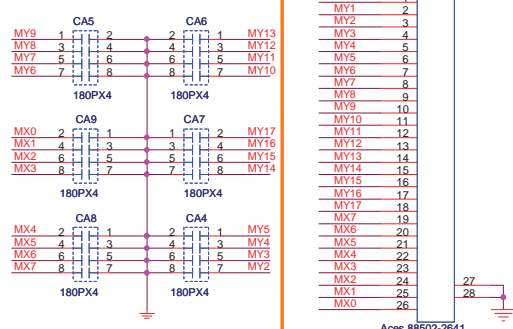 CA5 CA6
MY9 1 2 2 1 MY13
MY8 3 4 4 3 MY12
MY7 5 6 6 5 MY11
MY6 7 8 8 7 MY10
180PX4 180PX4
CA9 CA7
MX0 2 1 1 2 MY17
MX1 4 3 3 4 MY16
MX2 6 5 5 6 MY15
MX3 8 7 7 8 MY14
180PX4 180PX4
CA8 CA4
MX4 2 1 2 1 MY5
MX5 4 3 4 3 MY4
MX6 6 5 6 5 MY3
MX7 8 7 8 7 MY2
180PX4 180PX4
MY1 2
MY2 3
MY3 4
MY4 5
MY5 6
MY6 7
MY7 8
MY8 9
MY9 10
MY10 11
MY11 12
MY12 13
MY13 14
MY14 15
MY15 16
MY16 17
MY17 18
MX7 19
MX6 20
MX5 21
MX4 22
MX3 23
MX2 24 27
MX1 25 28
MX0 26
Aces 88502-2641